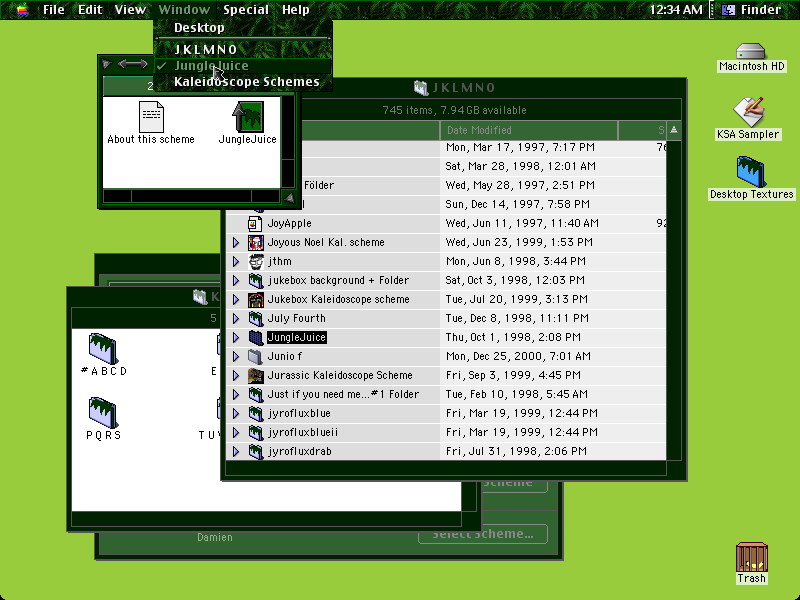 File Edit View Window Special Help 12:34 AM Finder
Desktop
JKLMNO
JungleJuice
Kaleidoscope Schemes
2
About this scheme
JungleJuice
JKLMNO
745 items, 7.94 GB available
Date Modified S
Mon, Mar 17, 1997, 7:17 PM 76
Sat, Mar 28, 1998, 12:01 AM
Földer Wed, May 28, 1997, 2:51 PM
Sun, Dec 14, 1997, 7:58 PM
JoyApple Wed, Jun 11, 1997, 11:40 AM 92
Joyous Noel Kal. scheme Wed, Jun 23, 1999, 1:53 PM
jthm Mon, Jun 8, 1998, 3:44 PM
jukebox background + Folder Sat, Oct 3, 1998, 12:03 PM
Jukebox Kaleidoscope scheme Tue, Jul 20, 1999, 3:13 PM
July Fourth Tue, Dec 8, 1998, 11:11 PM
JungleJuice Thu, Oct 1, 1998, 2:08 PM
Junio f Mon, Dec 25, 2000, 7:01 AM
Jurassic Kaleidoscope Scheme Fri, Sep 3, 1999, 4:45 PM
Just if you need me...#1 Folder Tue, Feb 10, 1998, 5:45 AM
jyrofluxblue Fri, Mar 19, 1999, 12:44 PM
jyrofluxblueii Fri, Mar 19, 1999, 12:44 PM
jyrofluxdrab Fri, Jul 31, 1998, 2:06 PM
K
5
#ABCD
E
PQRS
TUV
Scheme
Damien
Select Scheme...
Macintosh HD
KSA Sampler
Desktop Textures
Trash